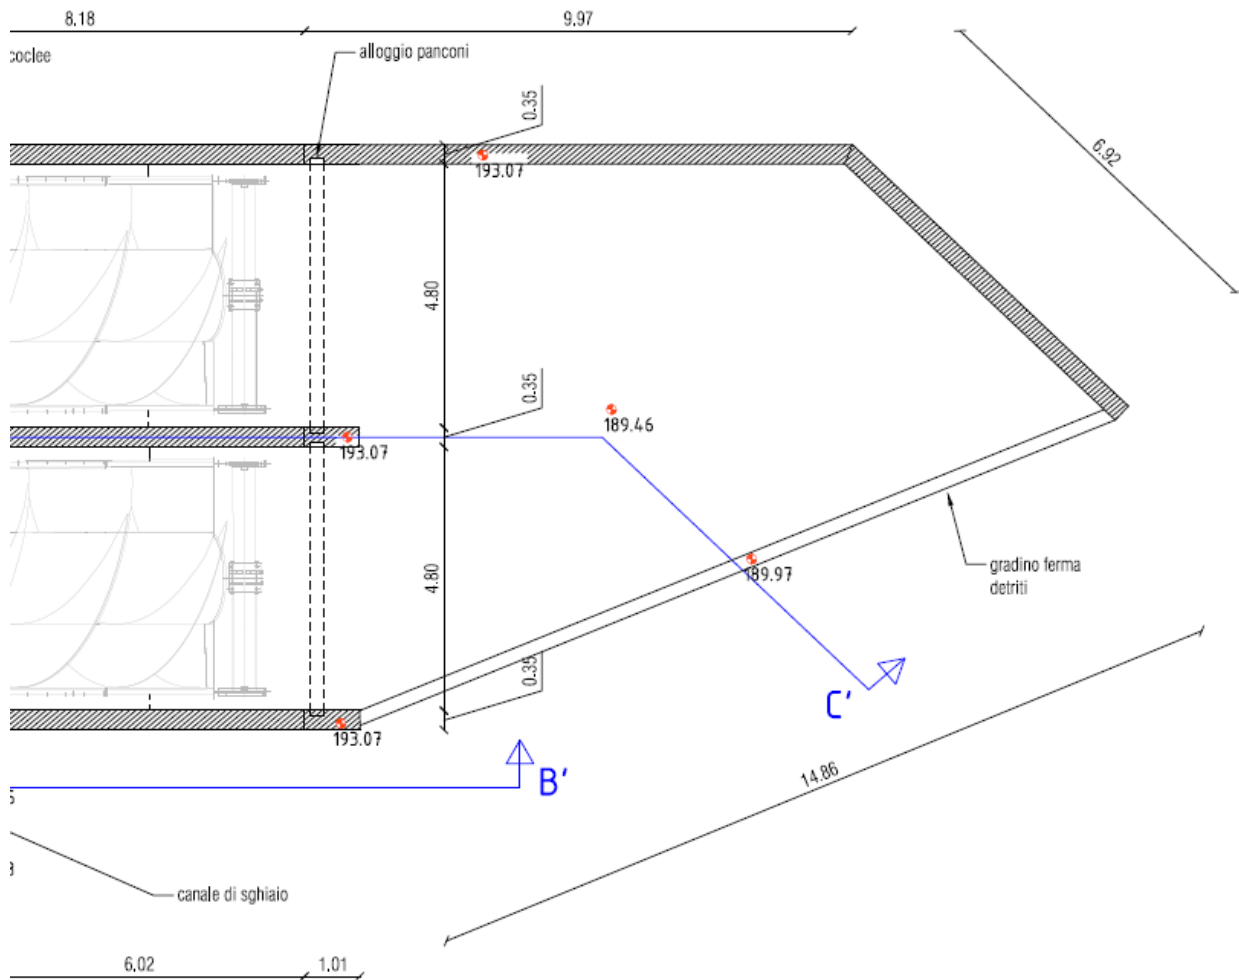 8.18
9.97
coclee
alloggio panconi
0.35
6.92
193.07
4.80
0.35
189.46
193.07
189.97
gradino ferma
detriti
4.80
0.35
C'
193.07
B'
14.86
canale di sghiaio
6.02
1.01